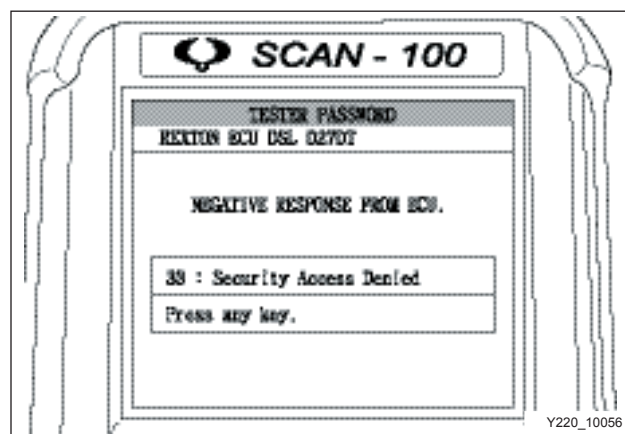 SCAN - 100
TESTER PASSWORD
REXTON ECU DSL D27DT
NEGATIVE RESPONSE FROM ECU.
33 : Security Access Denied
Press any key.
Y220_10056